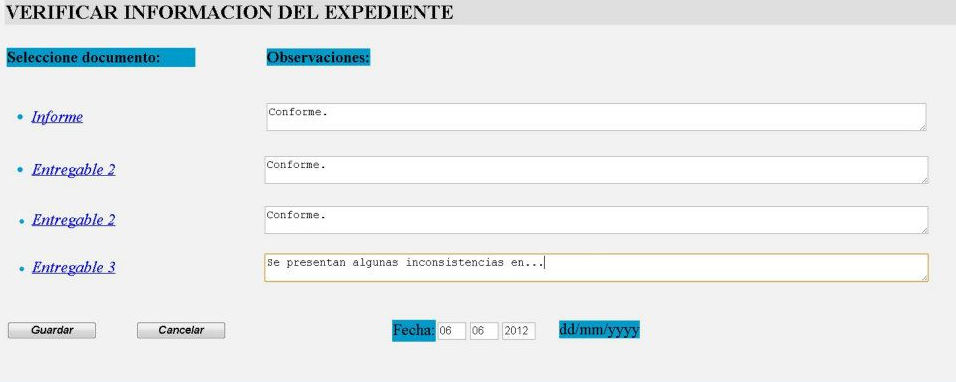 VERIFICAR INFORMACION DEL EXPEDIENTE
Seleccione documento: Observaciones:
Informe Conforme.
Entregable 2 Conforme.
Entregable 2 Conforme.
Entregable 3 Se presentan algunas inconsistencias en...
Guardar Cancelar Fecha: 06 06 2012 dd/mm/yyyy